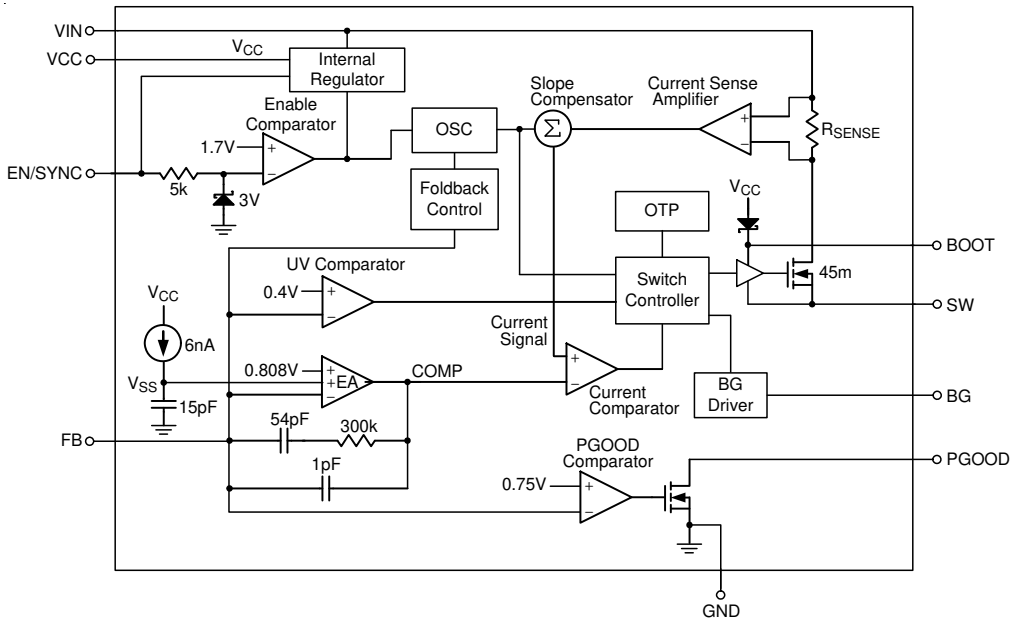 VIN
VCC
VCC
Internal
Regulator
Enable
Comparator
1.7V
+
−
EN/SYNC
5k
3V
OSC
Foldback
Control
Slope
Compensator
Σ
Current Sense
Amplifier
+
−
RSENSE
VCC
OTP
Switch
Controller
BOOT
45m
SW
UV Comparator
0.4V
+
−
VCC
6nA
VSS
15pF
0.808V
+
+EA
−
COMP
Current
Signal
+
−
Current
Comparator
BG
Driver
BG
FB
54pF
300k
1pF
PGOOD
Comparator
0.75V
+
−
PGOOD
GND